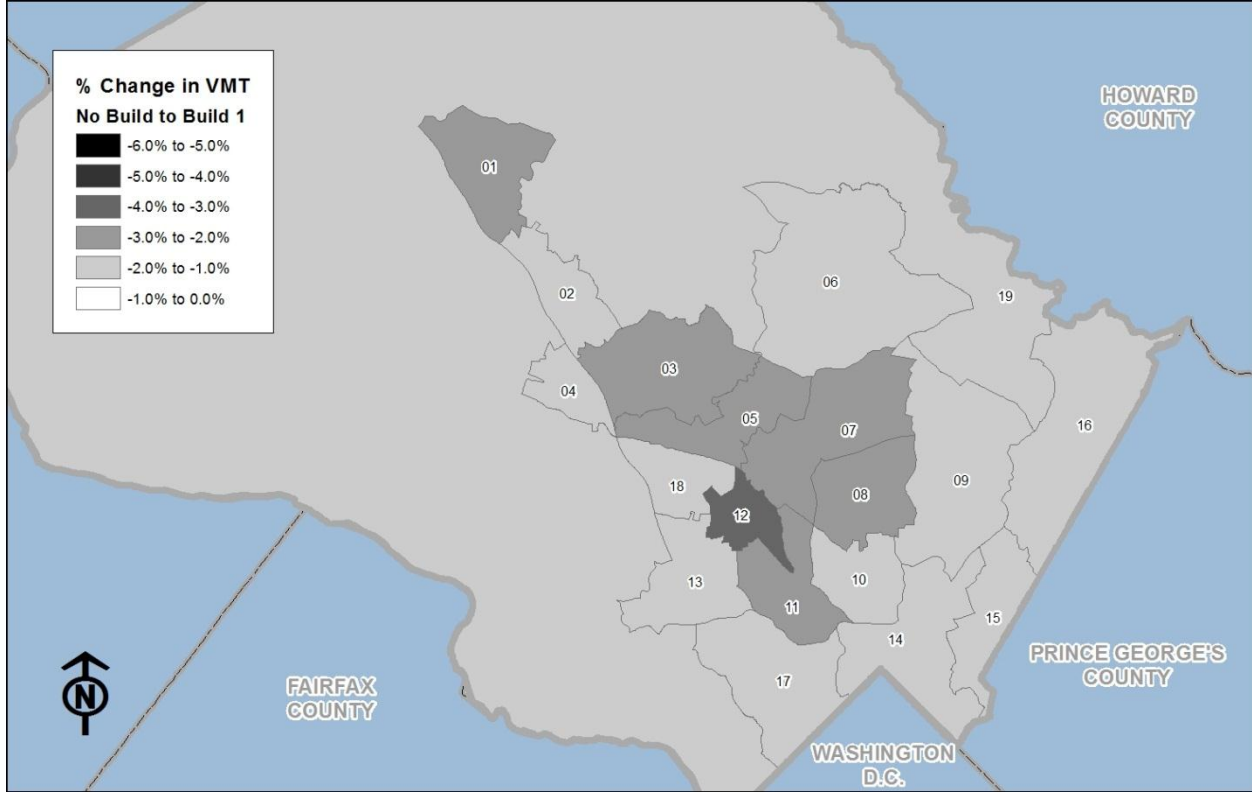 % Change in VMT
No Build to Build 1
-6.0% to -5.0%
-5.0% to -4.0%
-4.0% to -3.0%
-3.0% to -2.0%
-2.0% to -1.0%
-1.0% to 0.0%
HOWARD
COUNTY
01
02
06
19
03
04
05
07
16
18
08
09
12
13
10
11
15
14
17
N
FAIRFAX
COUNTY
PRINCE GEORGE'S
COUNTY
WASHINGTON
D.C.